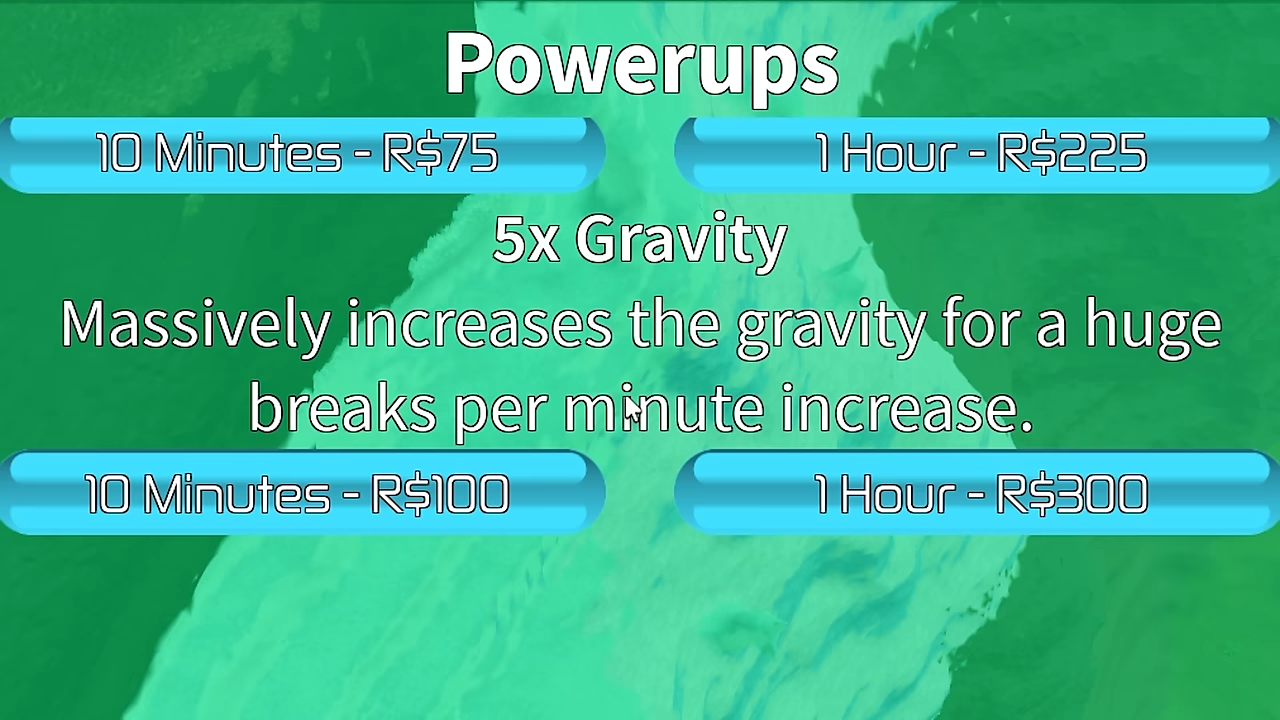 Powerups
10 Minutes - R$75
1 Hour - R$225
5x Gravity
Massively increases the gravity for a huge
breaks per minute increase.
10 Minutes - R$100
1 Hour - R$300